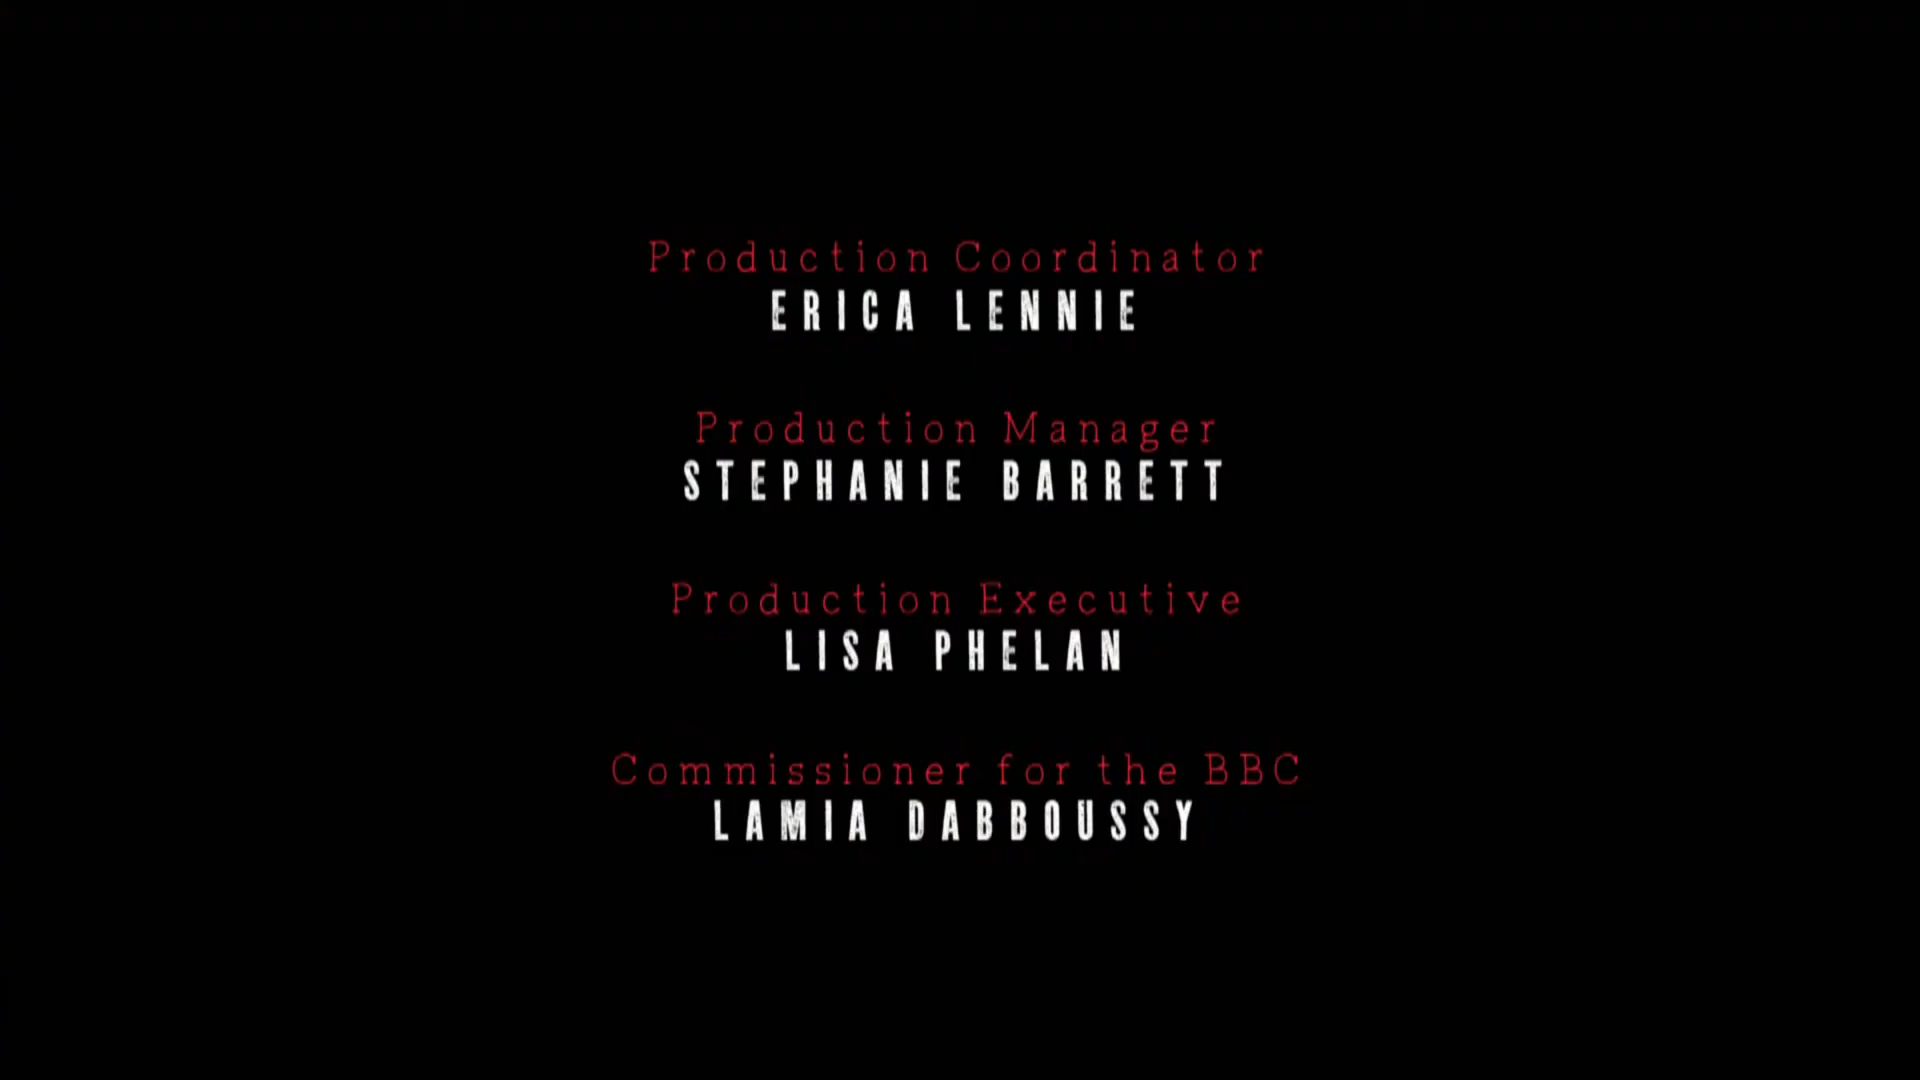 Production Coordinator
ERICA LENNIE
Production Manager
STEPHANIE BARRETT
Production Executive
LISA PHELAN
Commissioner for the BBC
LAMIA DABBOUSSY